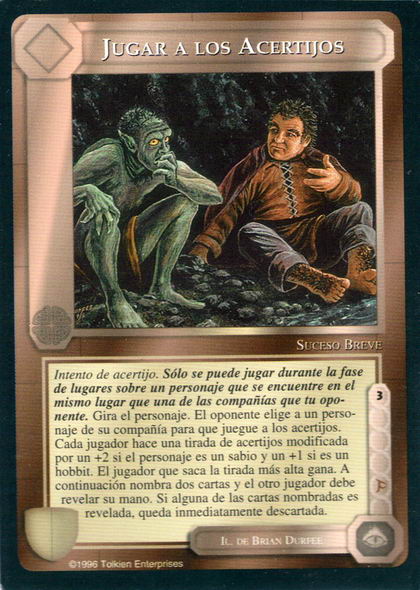 JUGAR A LOS ACERTIJOS
SUCESO BREVE
Intento de acertijo. Sólo se puede jugar durante la fase
de lugares sobre un personaje que se encuentre en el
mismo lugar que una de las compañías que tu opo-
nente. Gira el personaje. El oponente elige a un perso-
naje de su compañía para que juegue a los acertijos.
Cada jugador hace una tirada de acertijos modificada
por un +2 si el personaje es un sabio y un +1 si es un
hobbit. El jugador que saca la tirada más alta gana. A
continuación nombra dos cartas y el otro jugador debe
revelar su mano. Si alguna de las cartas nombradas es
revelada, queda inmediatamente descartada.
3
IL. DE BRIAN DURFEE
©1996 Tolkien Enterprises